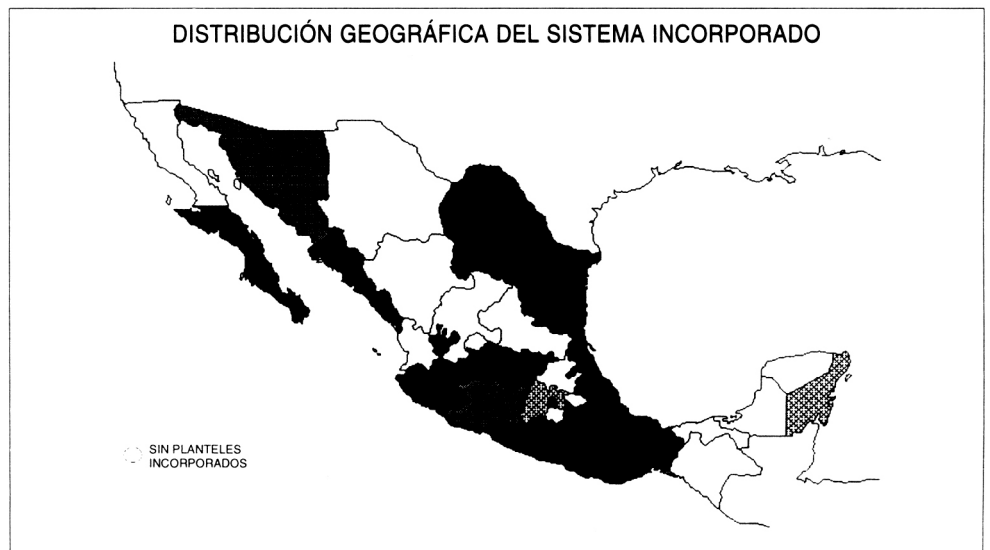 DISTRIBUCIÓN GEOGRÁFICA DEL SISTEMA INCORPORADO
SIN PLANTELES
INCORPORADOS